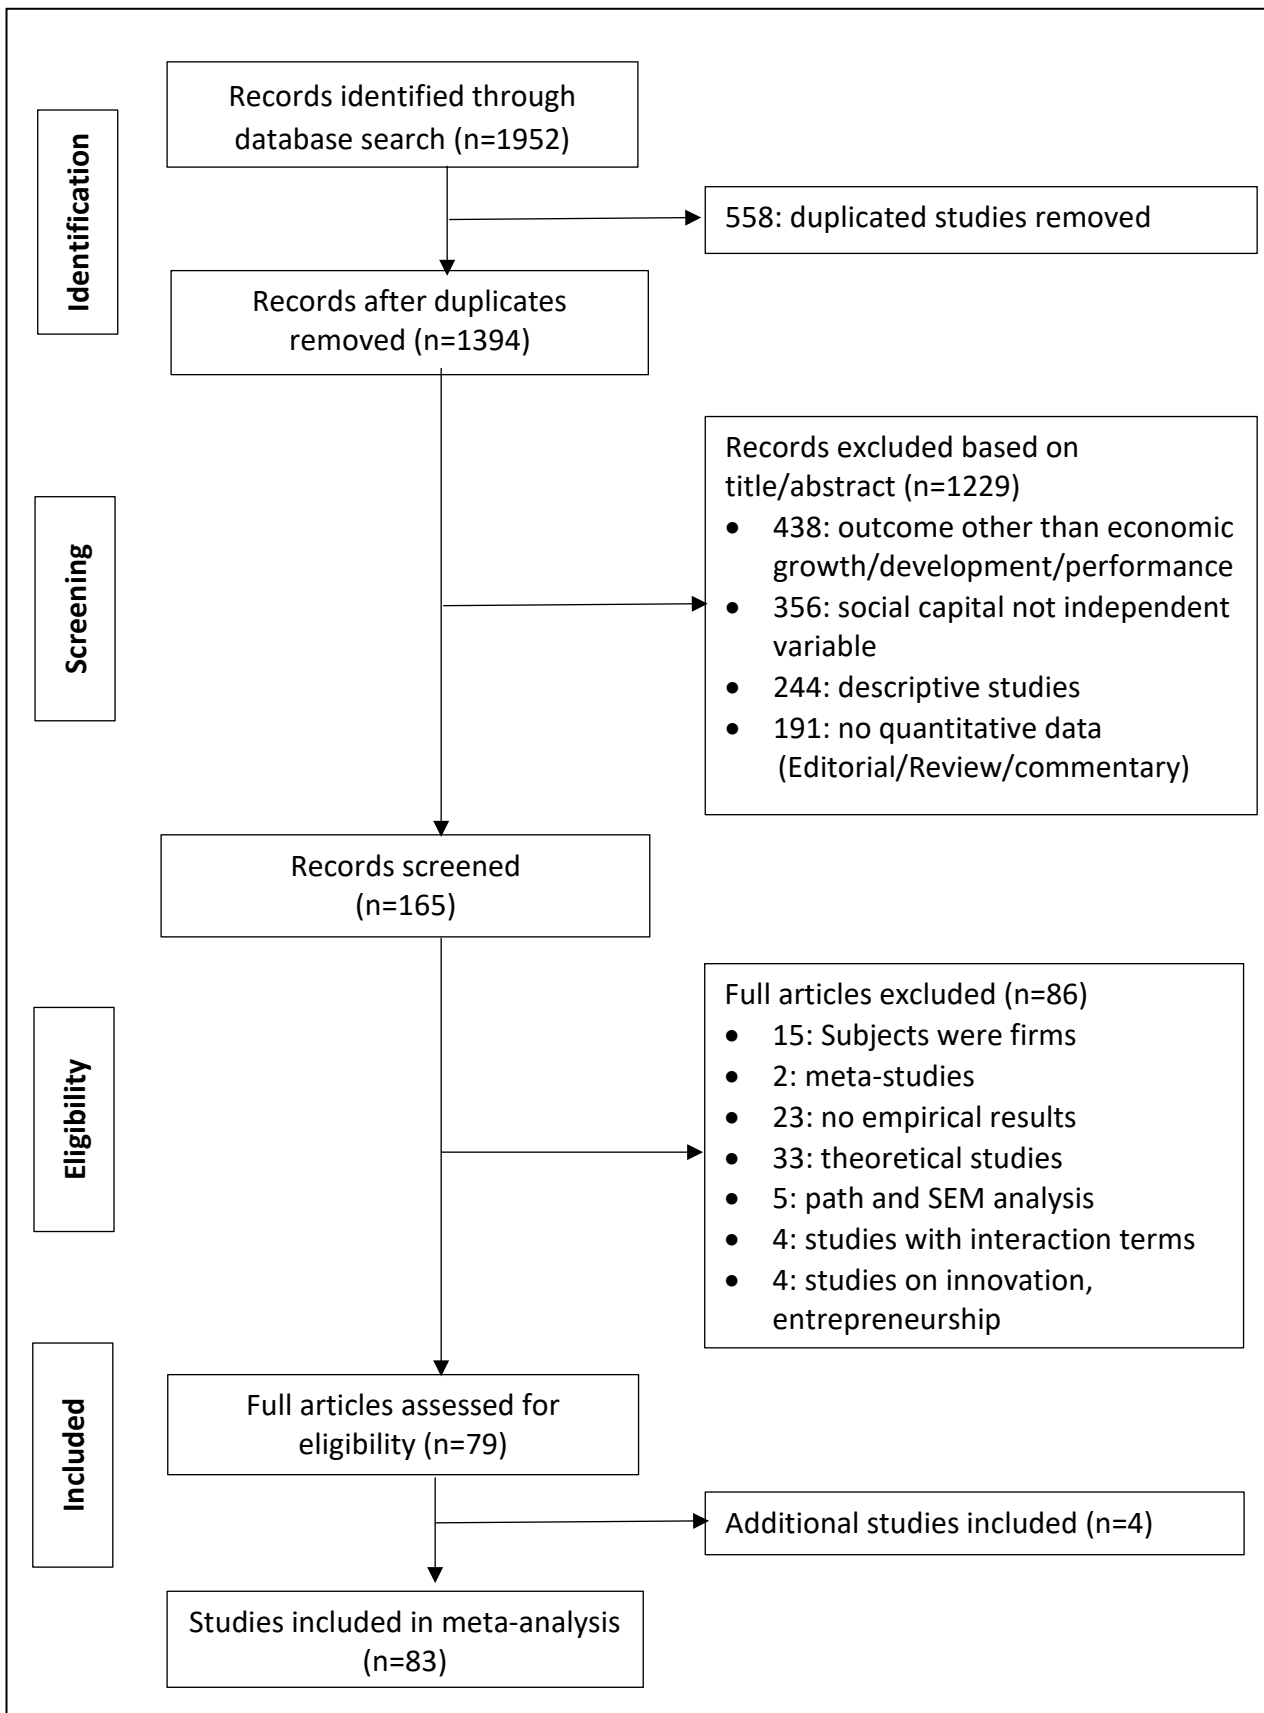 Records identified through
database search (n=1952)
Identification
558: duplicated studies removed
Records after duplicates
removed (n=1394)
Records excluded based on
title/abstract (n=1229)
• 438: outcome other than economic
growth/development/performance
• 356: social capital not independent
variable
• 244: descriptive studies
• 191: no quantitative data
(Editorial/Review/commentary)
Screening
Records screened
(n=165)
Full articles excluded (n=86)
• 15: Subjects were firms
• 2: meta-studies
• 23: no empirical results
• 33: theoretical studies
• 5: path and SEM analysis
• 4: studies with interaction terms
• 4: studies on innovation,
entrepreneurship
Eligibility
Full articles assessed for
eligibility (n=79)
Included
Additional studies included (n=4)
Studies included in meta-analysis
(n=83)